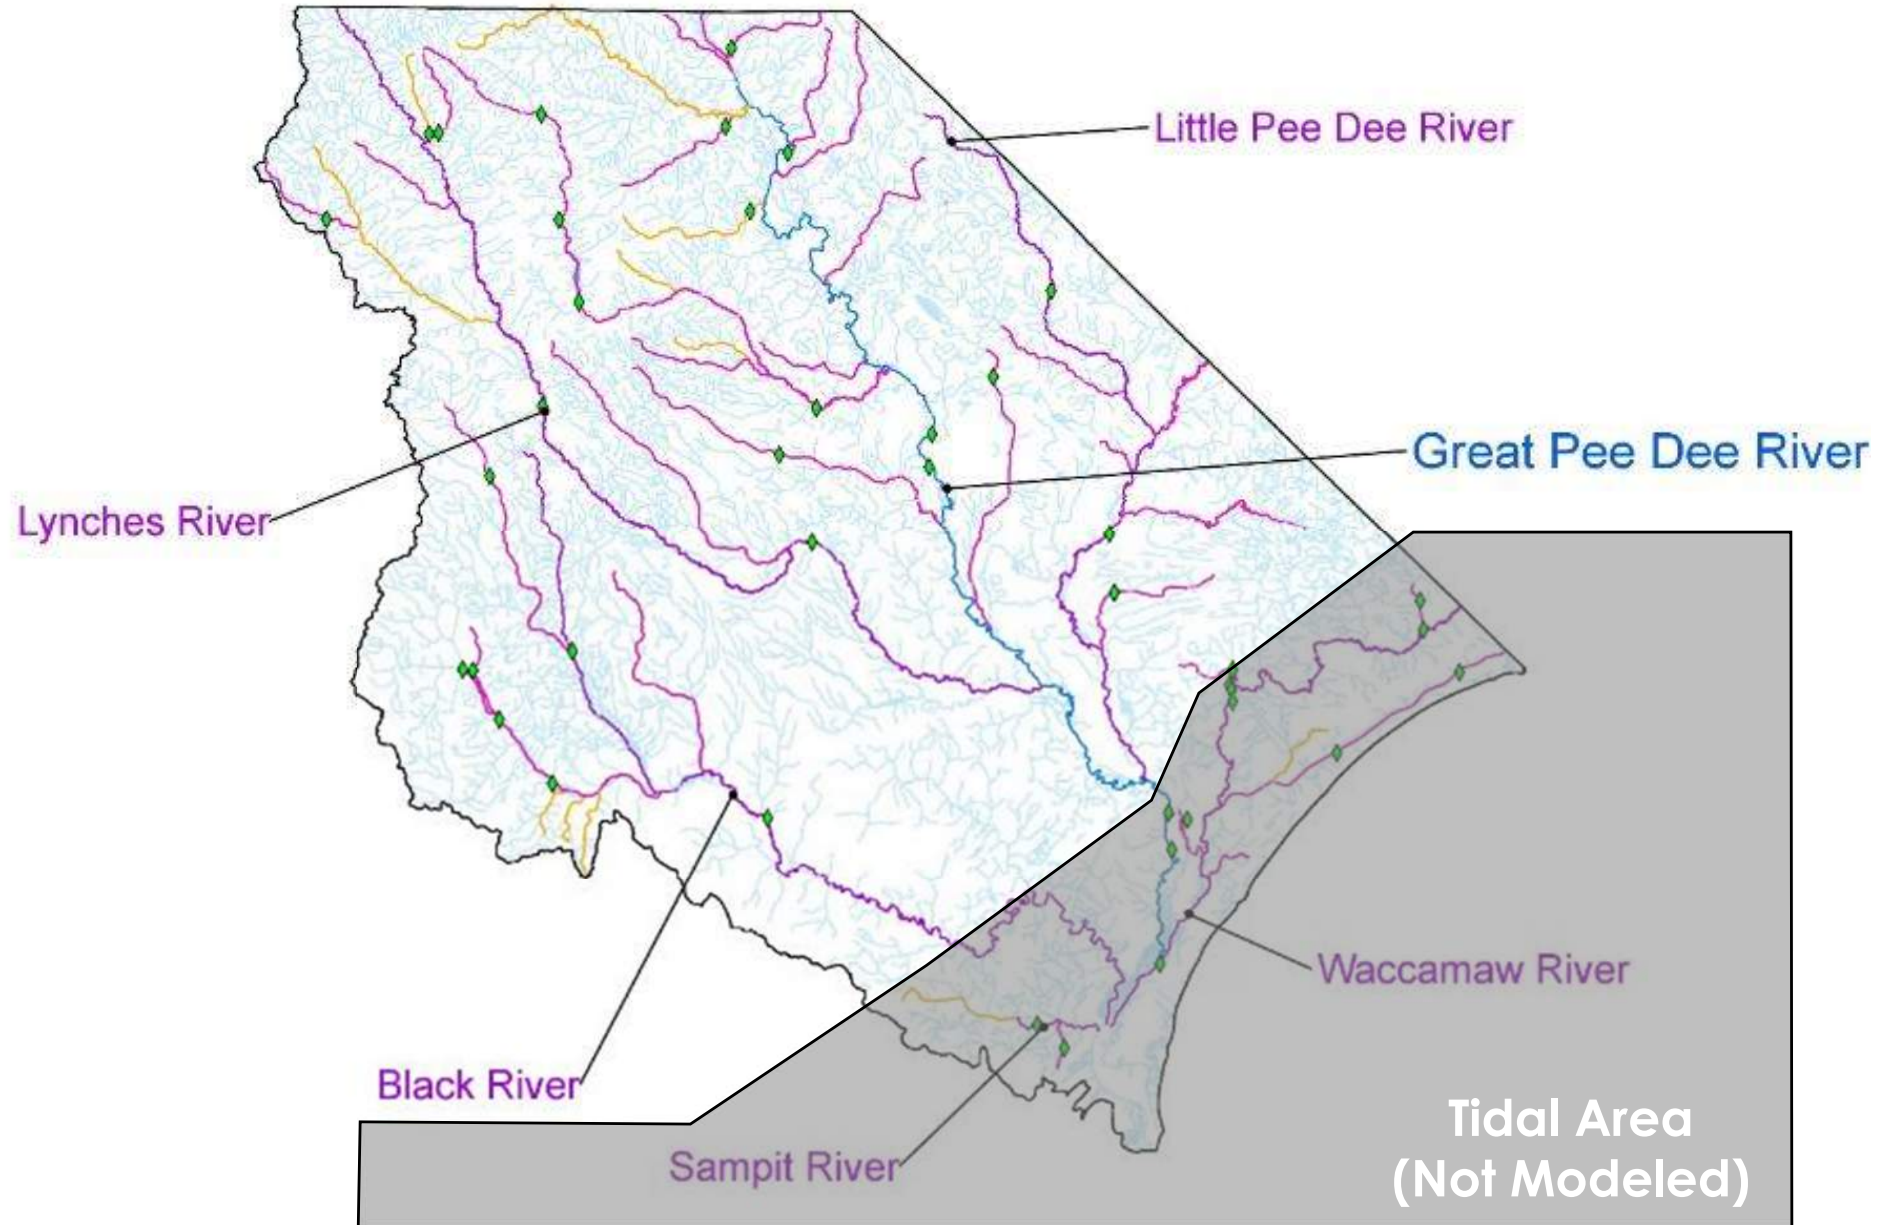 Little Pee Dee River
Great Pee Dee River
Lynches River
Waccamaw River
Black River
Sampit River
Tidal Area
(Not Modeled)